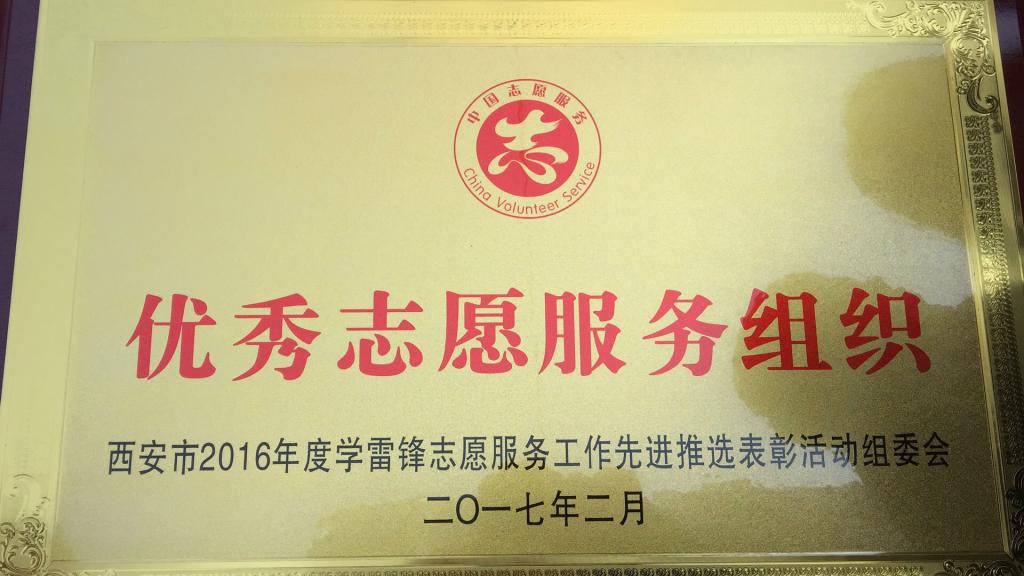 中国志愿服务
China Volunteer Service
优秀志愿服务组织
西安市2016年度学雷锋志愿服务工作先进推选表彰活动组委会
二〇一七年二月